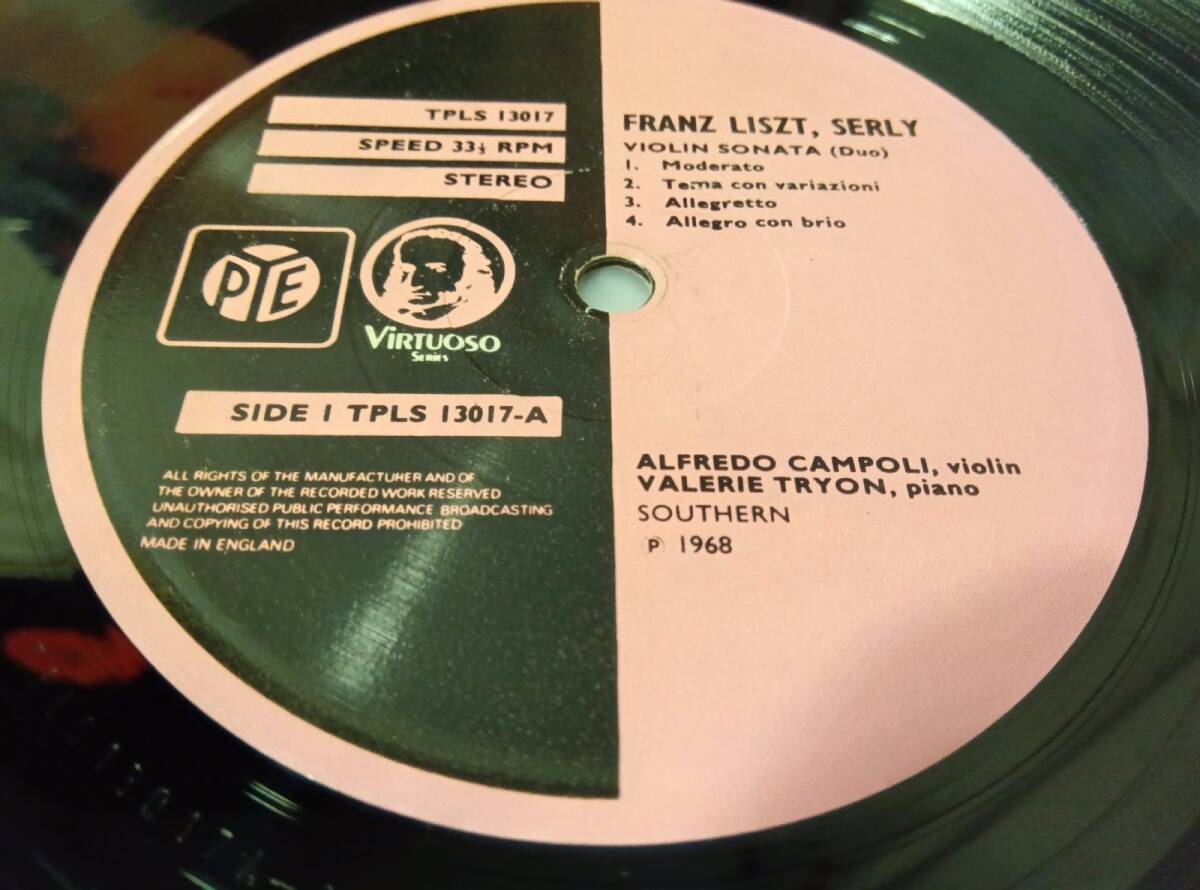 TPLS 13017
SPEED 33⅓ RPM
STEREO
PYE
VIRTUOSO
Series
SIDE 1 TPLS 13017-A
ALL RIGHTS OF THE MANUFACTURER AND OF
THE OWNER OF THE RECORDED WORK RESERVED
UNAUTHORISED PUBLIC PERFORMANCE BROADCASTING
AND COPYING OF THIS RECORD PROHIBITED
MADE IN ENGLAND
FRANZ LISZT, SERLY
VIOLIN SONATA (Duo)
1. Moderato
2. Tema con variazioni
3. Allegretto
4. Allegro con brio
ALFREDO CAMPOLI, violin
VALERIE TRYON, piano
SOUTHERN
℗ 1968